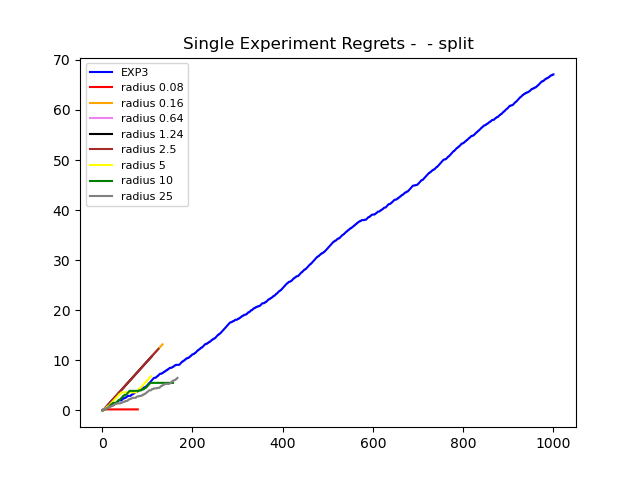 Single Experiment Regrets -  - split
70
60
50
40
30
20
10
0
EXP3
radius 0.08
radius 0.16
radius 0.64
radius 1.24
radius 2.5
radius 5
radius 10
radius 25
0
200
400
600
800
1000